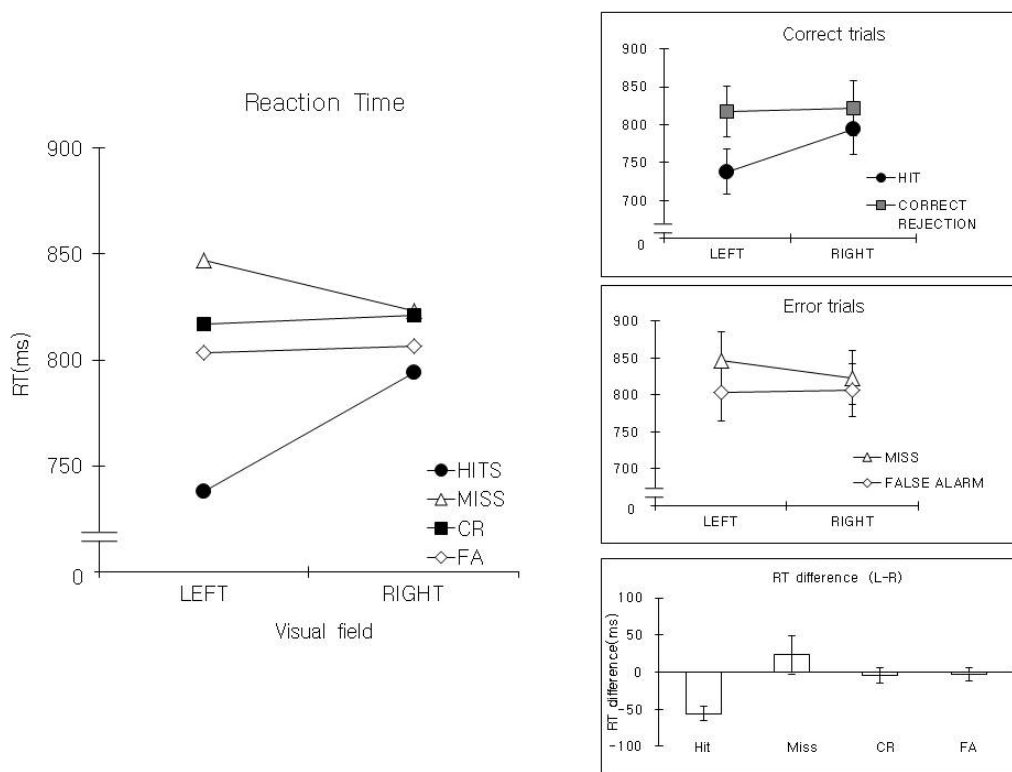 Reaction Time
RT(ms)
900
850
800
750
0
LEFT RIGHT
Visual field
HITS
MISS
CR
FA
Correct trials
900
850
800
750
700
0
LEFT RIGHT
HIT
CORRECT
REJECTION
Error trials
900
850
800
750
700
0
LEFT RIGHT
MISS
FALSE ALARM
RT difference (L-R)
RT difference(ms)
100
50
0
-50
-100
Hit Miss CR FA